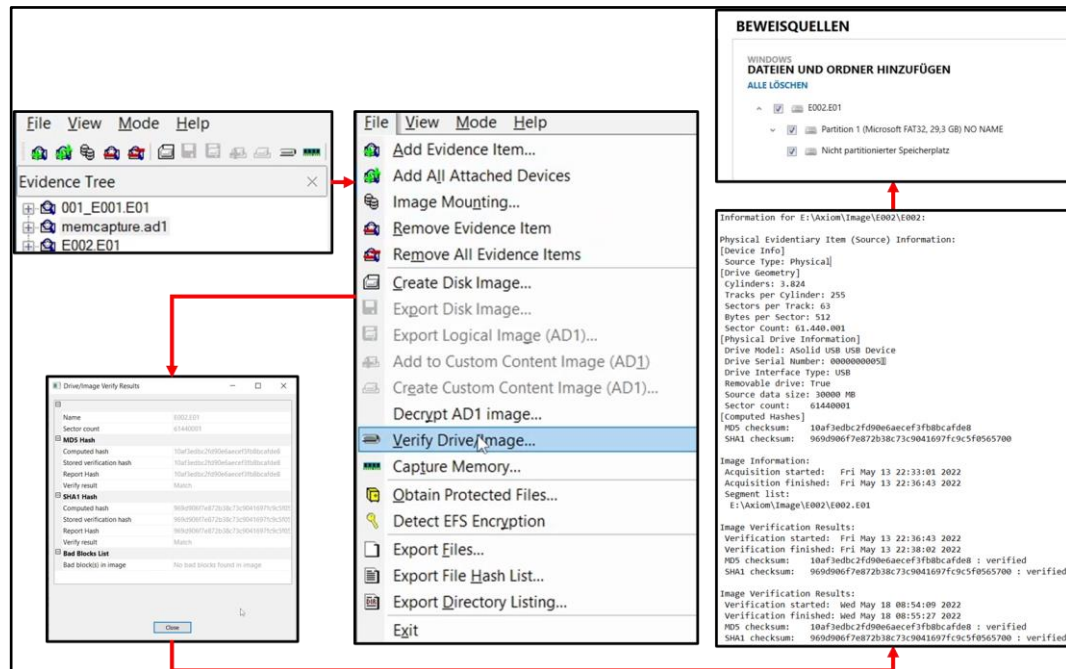 File View Mode Help
Evidence Tree
001_E001.E01
memcapture.ad1
E002.E01
File View Mode Help
Add Evidence Item...
Add All Attached Devices
Image Mounting...
Remove Evidence Item
Remove All Evidence Items
Create Disk Image...
Export Disk Image...
Export Logical Image (AD1)...
Add to Custom Content Image (AD1)
Create Custom Content Image (AD1)...
Decrypt AD1 image...
Verify Drive/Image...
Capture Memory...
Obtain Protected Files...
Detect EFS Encryption
Export Files...
Export File Hash List...
Export Directory Listing...
Exit
Drive/Image Verify Results
Name E002.E01
Sector count 61440001
MD5 Hash
Computed hash 10af3edbc2fd90e6aecef3fb8bcafde8
Stored verification hash 10af3edbc2fd90e6aecef3fb8bcafde8
Report Hash 10af3edbc2fd90e6aecef3fb8bcafde8
Verify result Match
SHA1 Hash
Computed hash
Stored verification hash
Report Hash
Verify result Match
Bad Blocks List
Bad block(s) in image No bad blocks found in image
Close
BEWEISQUELLEN
WINDOWS
DATEIEN UND ORDNER HINZUFÜGEN
ALLE LÖSCHEN
E002.E01
Partition 1 (Microsoft FAT32, 29,3 GB) NO NAME
Nicht partitionierter Speicherplatz
Information for E:\Axiom\Image\E002\E002:
Physical Evidentiary Item (Source) Information:
[Device Info]
Source Type: Physical
[Drive Geometry]
Cylinders: 3.824
Tracks per Cylinder: 255
Sectors per Track: 63
Bytes per Sector: 512
Sector Count: 61.440.001
[Physical Drive Information]
Drive Model: ASolid USB USB Device
Drive Serial Number:
Drive Interface Type: USB
Removable drive: True
Source data size: 30000 MB
Sector count: 61440001
[Computed Hashes]
MD5 checksum: 10af3edbc2fd90e6aecef3fb8bcafde8
SHA1 checksum: 969d906f7e872b38c73c9041697fc9c5f0565700
Image Information:
Acquisition started: Fri May 13 22:33:01 2022
Acquisition finished: Fri May 13 22:36:43 2022
Segment list:
E:\Axiom\Image\E002\E002.E01
Image Verification Results:
Verification started: Fri May 13 22:36:43 2022
Verification finished: Fri May 13 22:38:02 2022
MD5 checksum: 10af3edbc2fd90e6aecef3fb8bcafde8 : verified
SHA1 checksum: 969d906f7e872b38c73c9041697fc9c5f0565700 : verified
Image Verification Results:
Verification started: Wed May 18 08:54:09 2022
Verification finished: Wed May 18 08:55:27 2022
MD5 checksum: 10af3edbc2fd90e6aecef3fb8bcafde8 : verified
SHA1 checksum: 969d906f7e872b38c73c9041697fc9c5f0565700 : verified